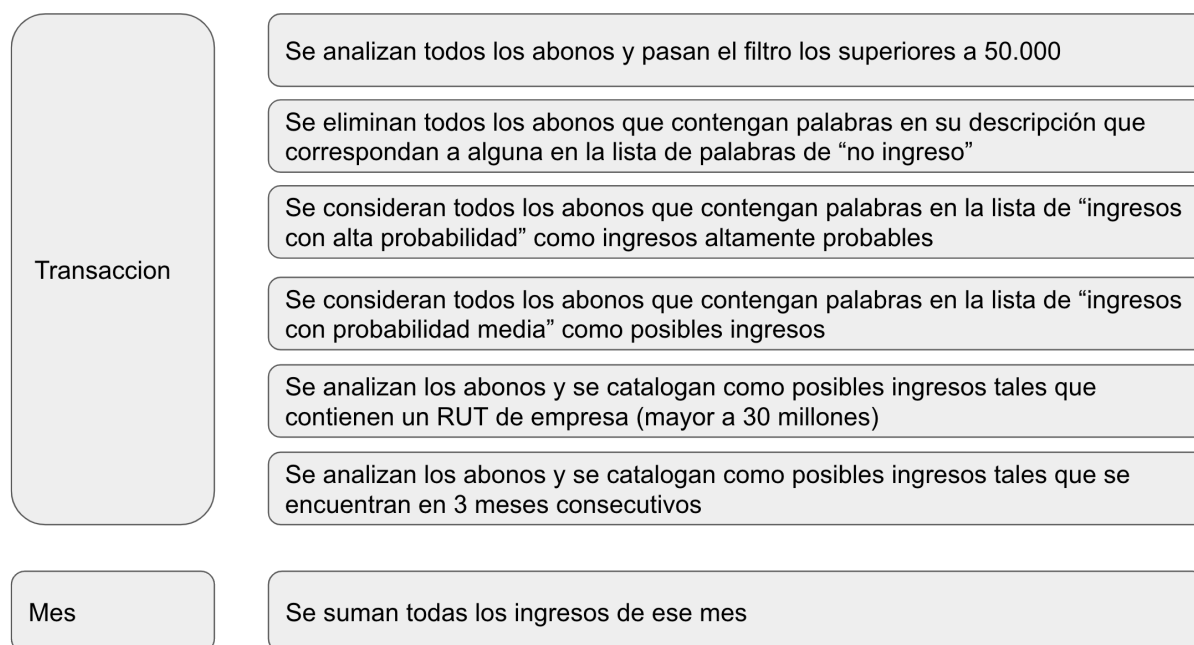 Transaccion
Se analizan todos los abonos y pasan el filtro los superiores a 50.000
Se eliminan todos los abonos que contengan palabras en su descripción que
correspondan a alguna en la lista de palabras de “no ingreso”
Se consideran todos los abonos que contengan palabras en la lista de “ingresos
con alta probabilidad” como ingresos altamente probables
Se consideran todos los abonos que contengan palabras en la lista de “ingresos
con probabilidad media” como posibles ingresos
Se analizan los abonos y se catalogan como posibles ingresos tales que
contienen un RUT de empresa (mayor a 30 millones)
Se analizan los abonos y se catalogan como posibles ingresos tales que se
encuentran en 3 meses consecutivos
Mes
Se suman todas los ingresos de ese mes